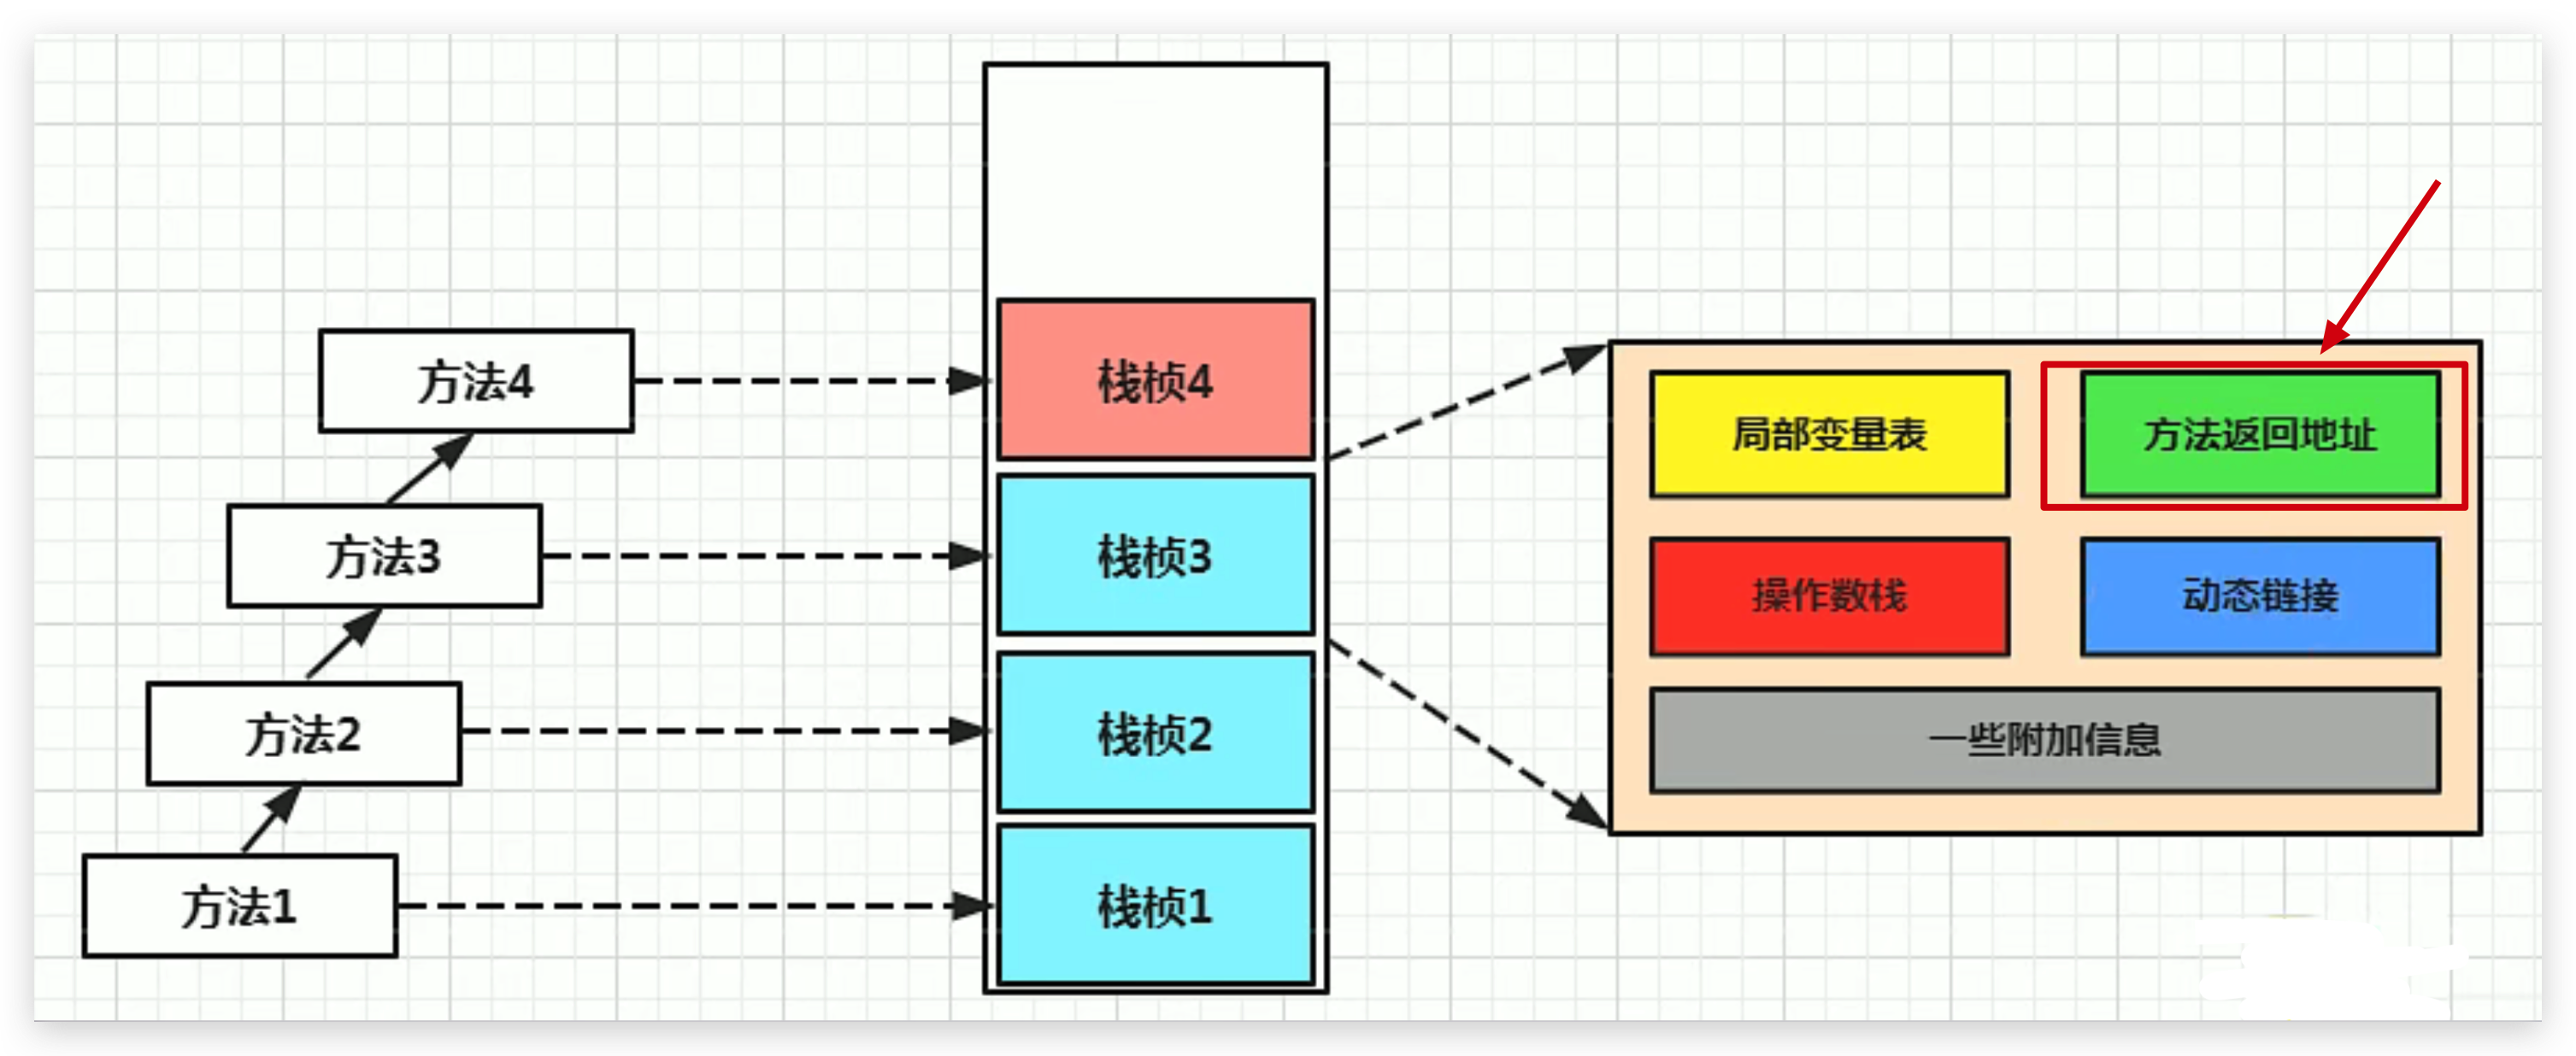 方法4
方法3
方法2
方法1
栈桢4
栈桢3
栈桢2
栈桢1
局部变量表
方法返回地址
操作数栈
动态链接
一些附加信息